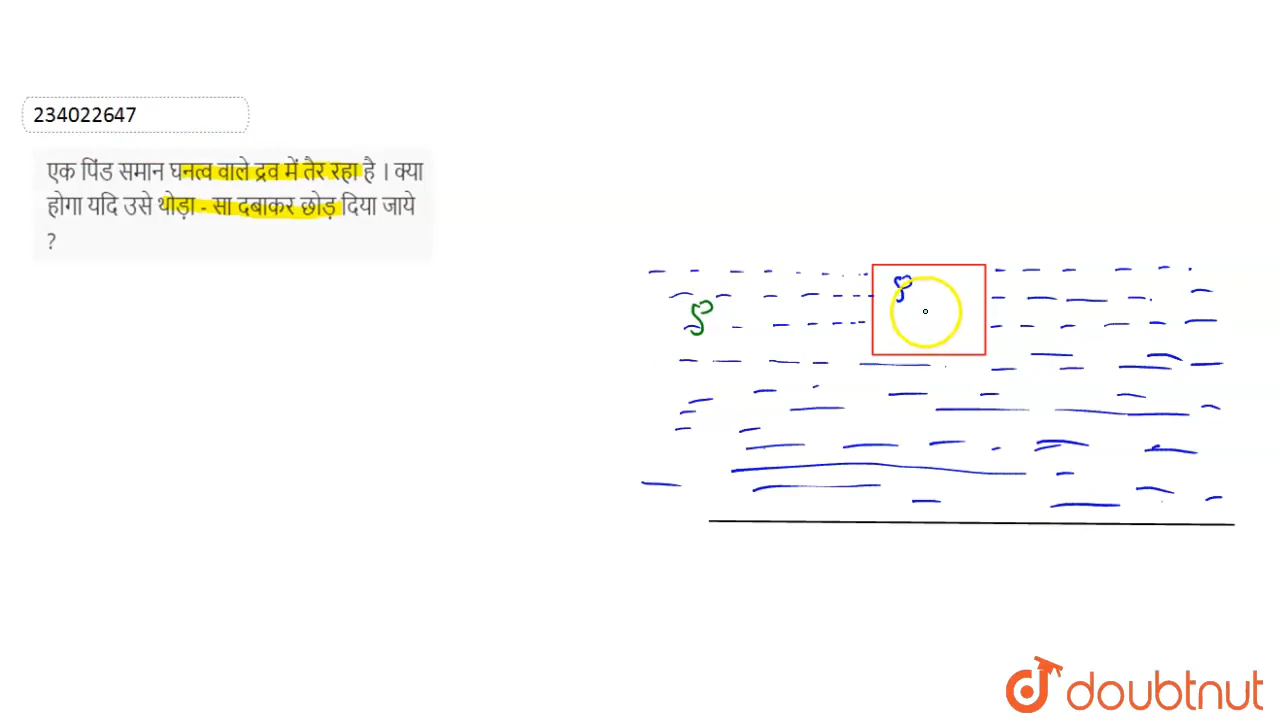 234022647
एक पिंड समान घनत्व वाले द्रव में तैर रहा है । क्या
होगा यदि उसे थोड़ा - सा दबाकर छोड़ दिया जाये
?
doubtnut